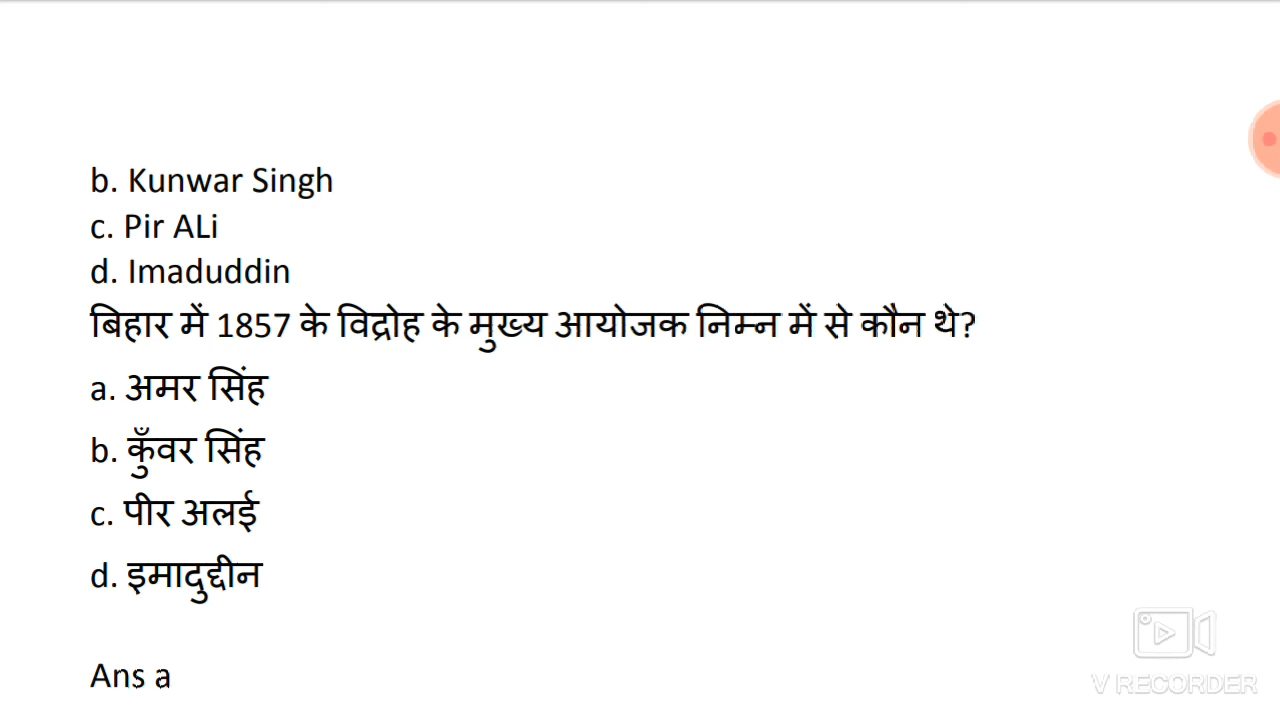 b. Kunwar Singh
c. Pir ALi
d. Imaduddin
बिहार में 1857 के विद्रोह के मुख्य आयोजक निम्न में से कौन थे?
a. अमर सिंह
b. कुँवर सिंह
c. पीर अलई
d. इमादुद्दीन
Ans a
V RECORDER